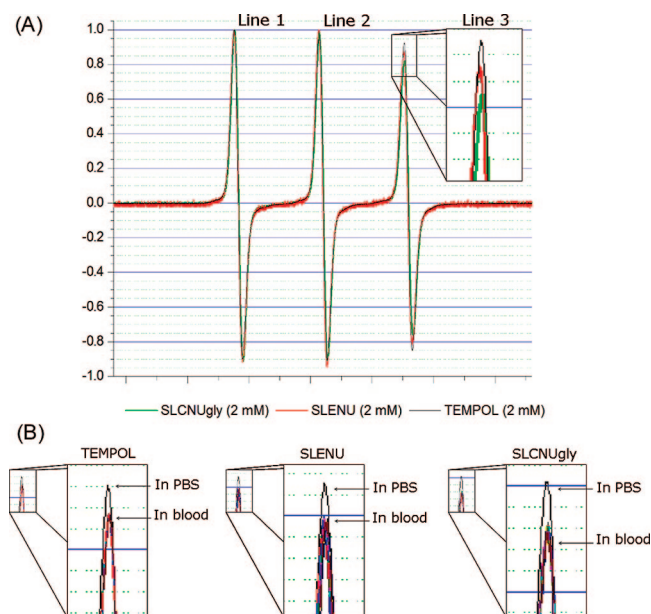 (A)
Line 1
Line 2
Line 3
1.0
0.8
0.6
0.4
0.2
0.0
-0.2
-0.4
-0.6
-0.8
-1.0
SLCNUgly (2 mM)
SLENU (2 mM)
TEMPOL (2 mM)
(B)
TEMPOL
SLENU
SLCNUgly
In PBS
In blood
In PBS
In blood
In PBS
In blood